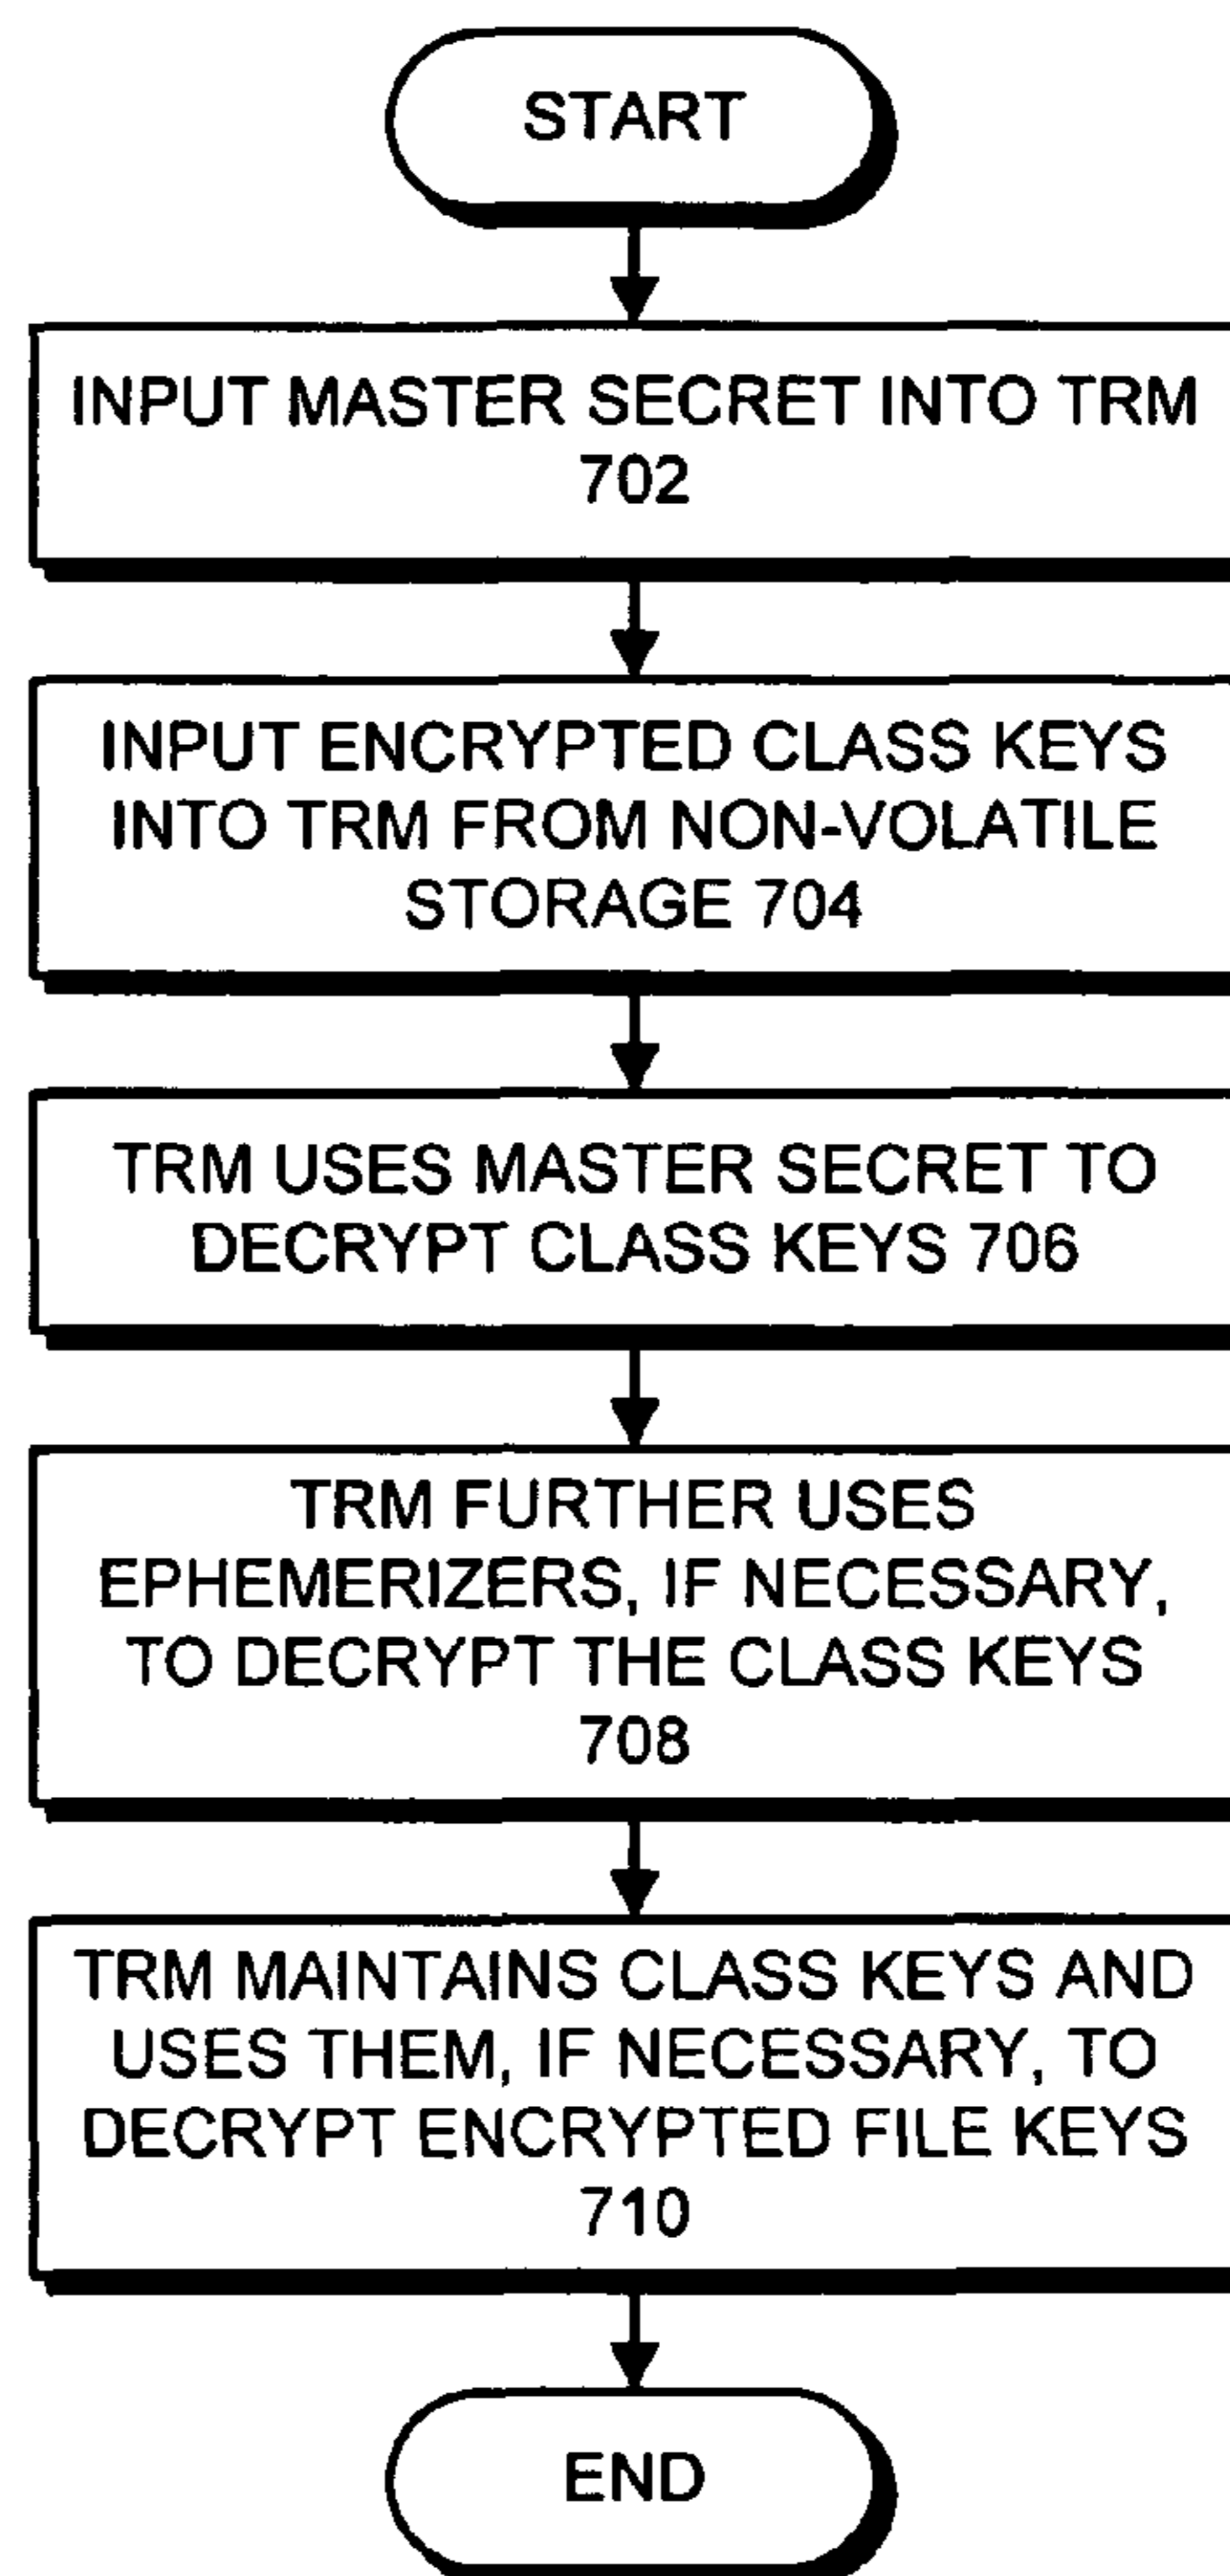 START
INPUT MASTER SECRET INTO TRM
702
INPUT ENCRYPTED CLASS KEYS
INTO TRM FROM NON-VOLATILE
STORAGE 704
TRM USES MASTER SECRET TO
DECRYPT CLASS KEYS 706
TRM FURTHER USES
EPHEMERIZERS, IF NECESSARY,
TO DECRYPT THE CLASS KEYS
708
TRM MAINTAINS CLASS KEYS AND
USES THEM, IF NECESSARY, TO
DECRYPT ENCRYPTED FILE KEYS
710
END